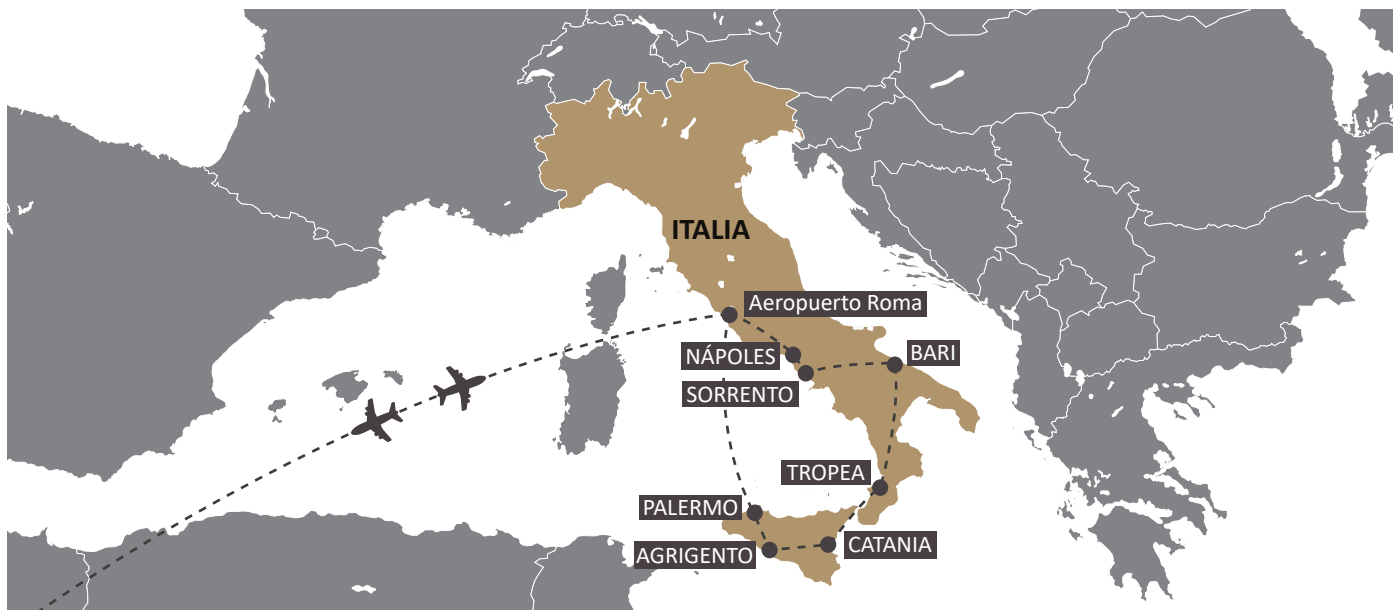 ITALIA
Aeropuerto Roma
NÁPOLES
BARI
SORRENTO
TROPEA
PALERMO
CATANIA
AGRIGENTO